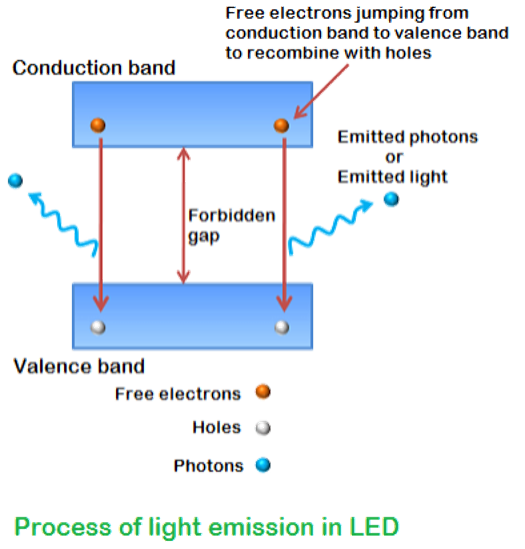 Free electrons jumping from
conduction band to valence band
to recombine with holes
Conduction band
Emitted photons
or
Emitted light
Forbidden
gap
Valence band
Free electrons
Holes
Photons
Process of light emission in LED